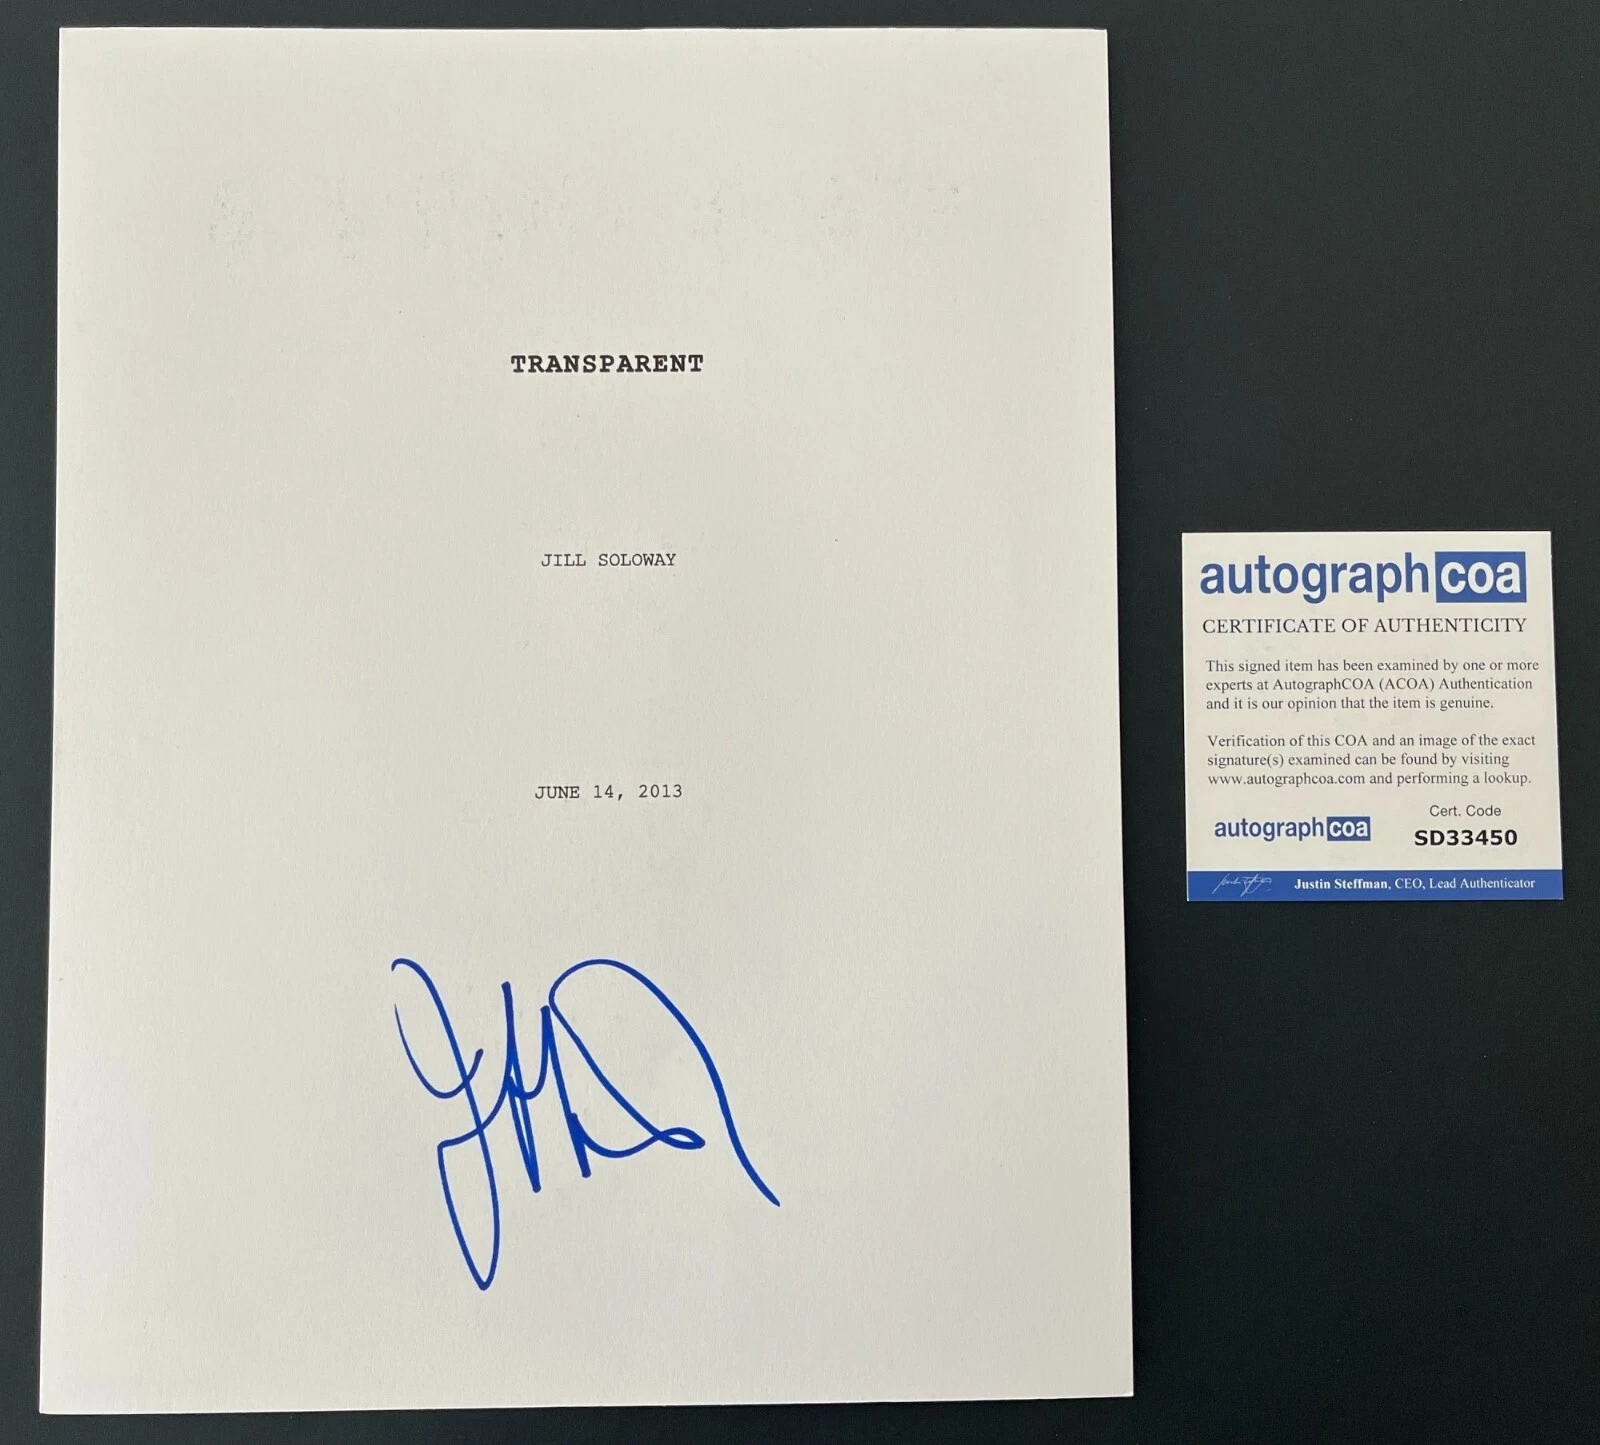 TRANSPARENT
JILL SOLOWAY
JUNE 14, 2013
autographcoa
CERTIFICATE OF AUTHENTICITY
This signed item has been examined by one or more
experts at AutographCOA (ACOA) Authentication
and it is our opinion that the item is genuine.
Verification of this COA and an image of the exact
signature(s) examined can be found by visiting
www.autographcoa.com and performing a lookup.
Cert. Code
autographcoa
SD33450
Justin Steffman, CEO, Lead Authenticator